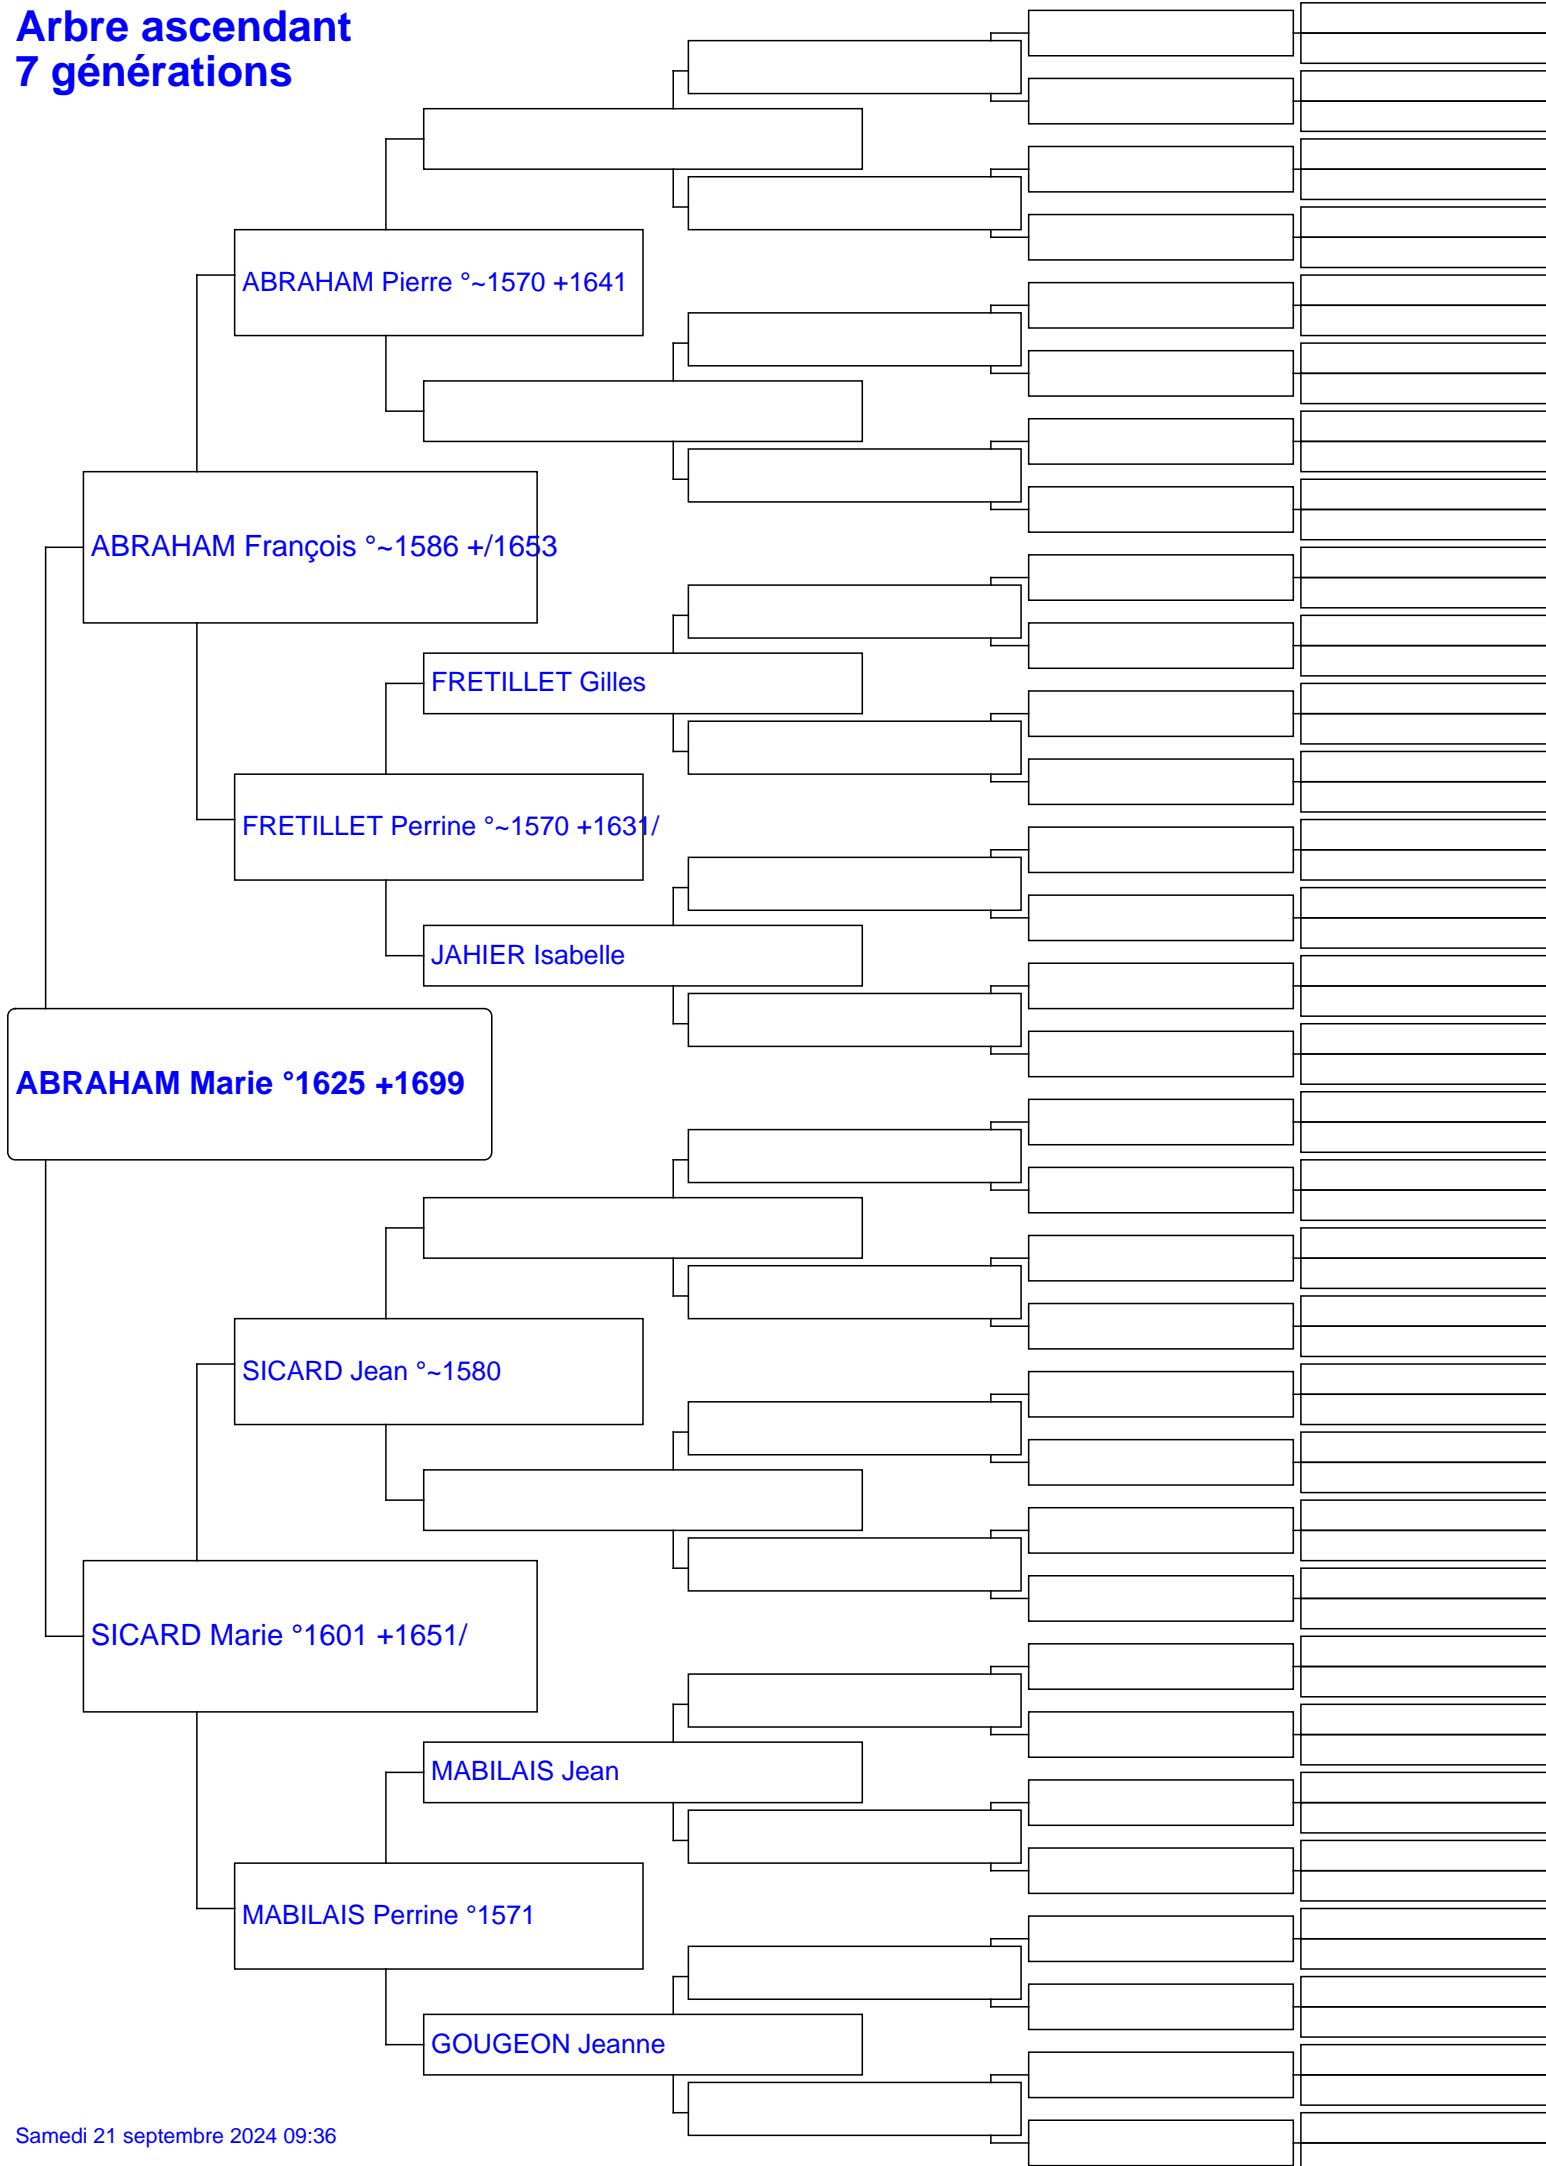 Arbre ascendant
7 générations
ABRAHAM Pierre °~1570 +1641
ABRAHAM François °~1586 +/1653
FRETILLET Gilles
FRETILLET Perrine °~1570 +1631/
JAHIER Isabelle
ABRAHAM Marie °1625 +1699
SICARD Jean °~1580
SICARD Marie °1601 +1651/
MABILAIS Jean
MABILAIS Perrine °1571
GOUGEON Jeanne
Samedi 21 septembre 2024 09:36